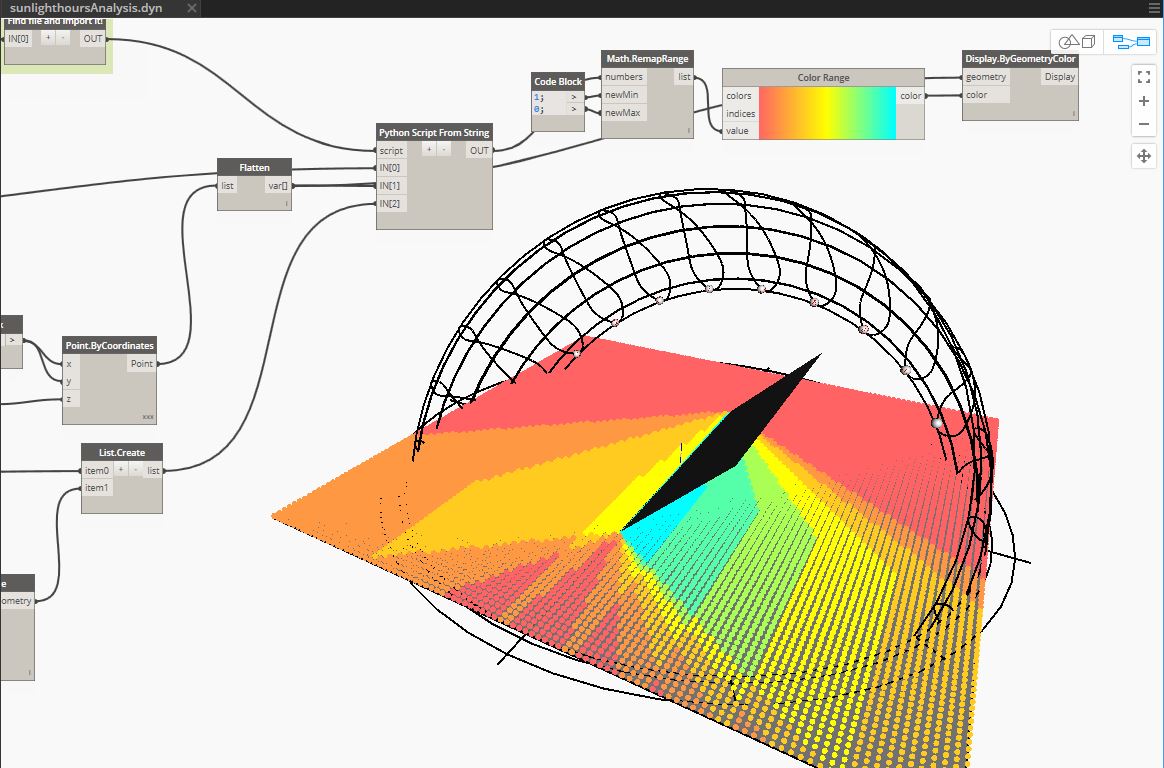 sunlighthoursAnalysis.dyn
Find file and import it!
IN[0] + - OUT
Math.RemapRange
numbers list
newMin
newMax
Code Block
1; >
0; >
Color Range
colors color
indices
value
Display.ByGeometryColor
geometry Display
color
Python Script From String
script + - OUT
IN[0]
IN[1]
IN[2]
Flatten
list var[]
>
Point.ByCoordinates
x Point
y
z
xxx
List.Create
item0 + - list
item1
e
ometry